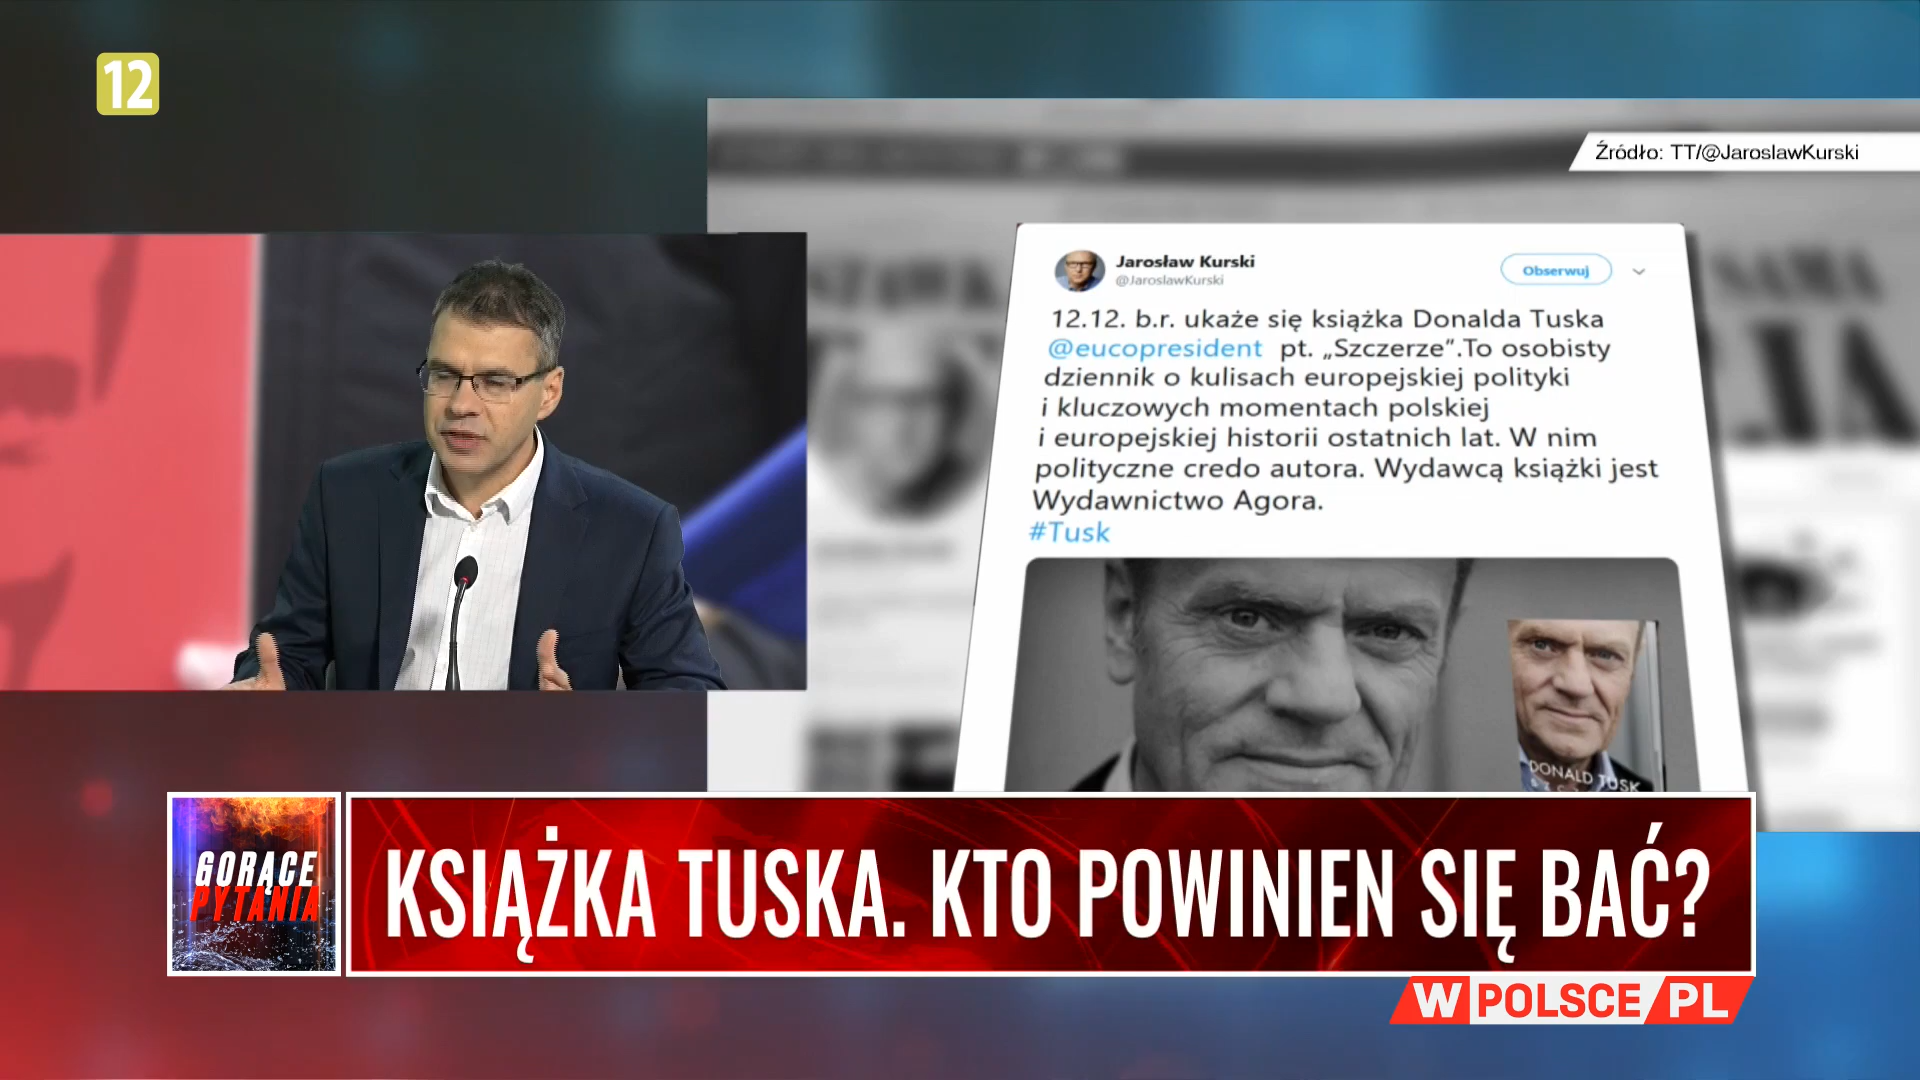 12
Źródło: TT/@JaroslawKurski
Jarosław Kurski
@JaroslawKurski
Obserwuj
12.12. b.r. ukaże się książka Donalda Tuska
@eucopresident pt. „Szczerze”.To osobisty
dziennik o kulisach europejskiej polityki
i kluczowych momentach polskiej
i europejskiej historii ostatnich lat. W nim
polityczne credo autora. Wydawcą książki jest
Wydawnictwo Agora.
#Tusk
DONALD TUSK
GORĄCE
PYTANIA
KSIĄŻKA TUSKA. KTO POWINIEN SIĘ BAĆ?
WPOLSCE/PL